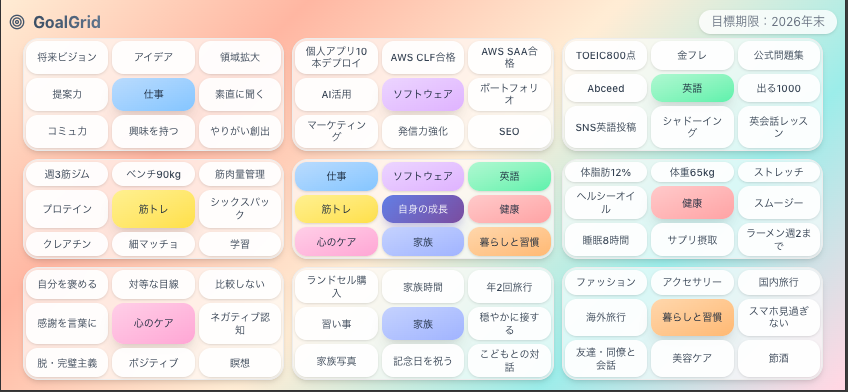 GoalGrid
目標期限：2026年末
将来ビジョン
アイデア
領域拡大
提案力
仕事
素直に聞く
コミュ力
興味を持つ
やりがい創出
個人アプリ10
本デプロイ
AWS CLF合格
AWS SAA合
格
AI活用
ソフトウェア
ポートフォリ
オ
マーケティン
グ
発信力強化
SEO
TOEIC800点
金フレ
公式問題集
Abceed
英語
出る1000
SNS英語投稿
シャドーイン
グ
英会話レッス
ン
週3筋ジム
ベンチ90kg
筋肉量管理
プロテイン
筋トレ
シックスパッ
ク
クレアチン
細マッチョ
学習
仕事
ソフトウェア
英語
筋トレ
自身の成長
健康
心のケア
家族
暮らしと習慣
体脂肪12%
体重65kg
ストレッチ
ヘルシーオイ
ル
健康
スムージー
睡眠8時間
サプリ摂取
ラーメン週2ま
で
自分を褒める
対等な目線
比較しない
感謝を言葉に
心のケア
ネガティブ認
知
脱・完璧主義
ポジティブ
瞑想
ランドセル購
入
家族時間
年2回旅行
習い事
家族
穏やかに接す
る
家族写真
記念日を祝う
こどもとの対
話
ファッション
アクセサリー
国内旅行
海外旅行
暮らしと習慣
スマホ見過ぎ
ない
友達・同僚と
会話
美容ケア
節酒